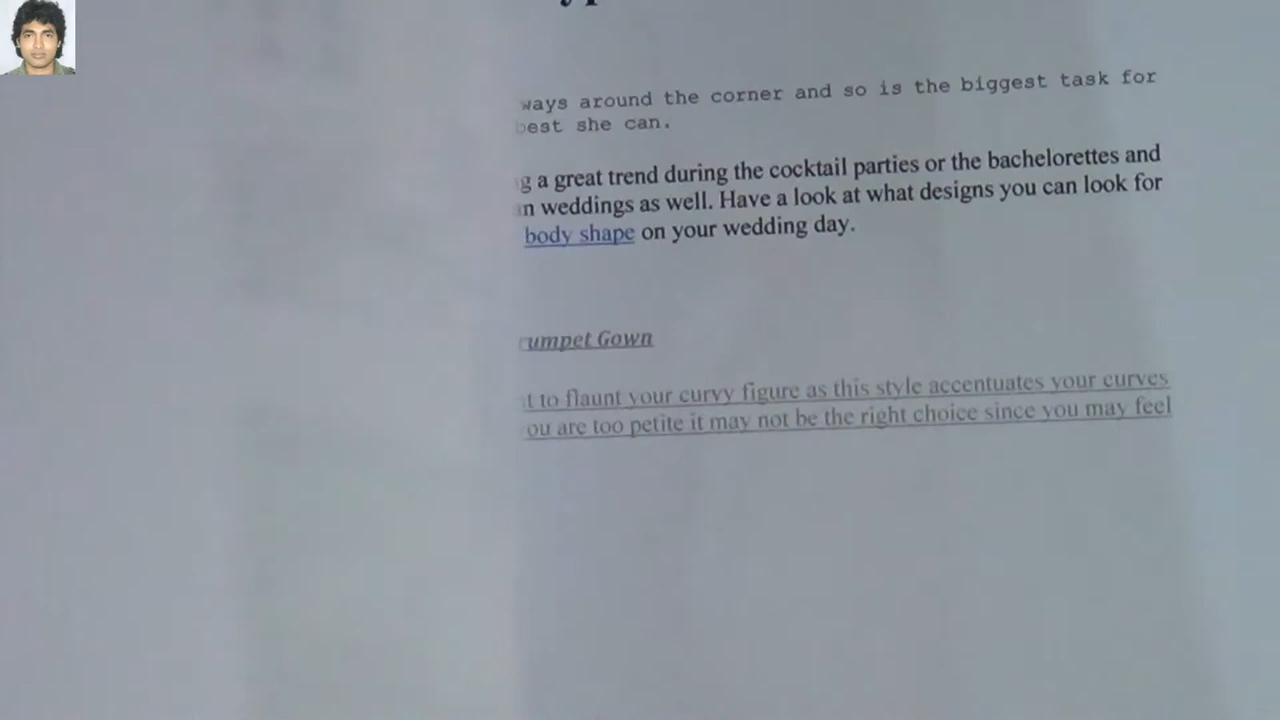 ways around the corner and so is the biggest task for
best she can.
a great trend during the cocktail parties or the bachelorettes and
weddings as well. Have a look at what designs you can look for
body shape on your wedding day.
umpet Gown
t to flaunt your curvy figure as this style accentuates your curves
ou are too petite it may not be the right choice since you may feel